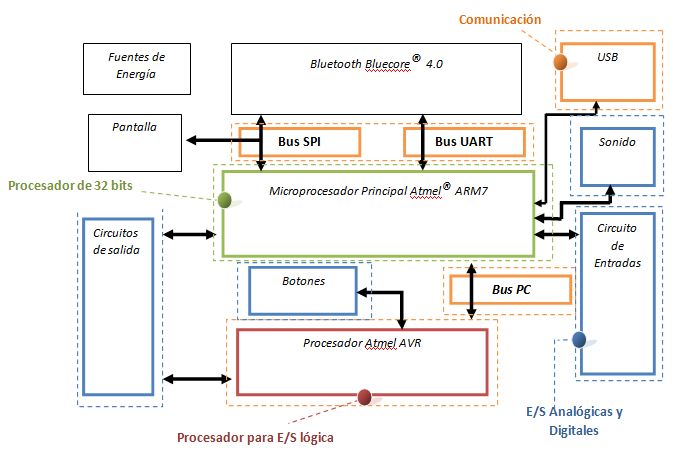 Comunicación
Fuentes de
Energía
Bluetooth Bluecore® 4.0
USB
Pantalla
Bus SPI
Bus UART
Sonido
Procesador de 32 bits
Microprocesador Principal Atmel® ARM7
Circuitos
de salida
Circuito
de
Entradas
Botones
Bus PC
Procesador Atmel AVR
E/S Analógicas y
Digitales
Procesador para E/S lógica